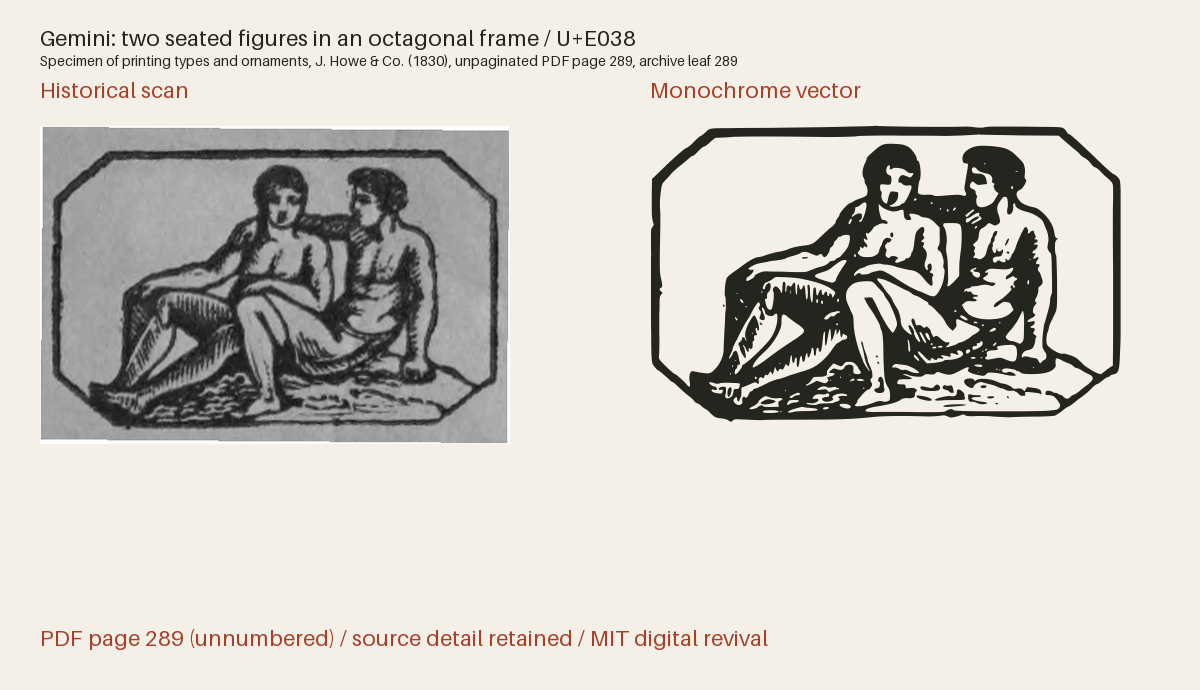 Gemini: two seated figures in an octagonal frame / U+E038
Specimen of printing types and ornaments, J. Howe & Co. (1830), unpaginated PDF page 289, archive leaf 289
Historical scan
Monochrome vector
PDF page 289 (unnumbered) / source detail retained / MIT digital revival